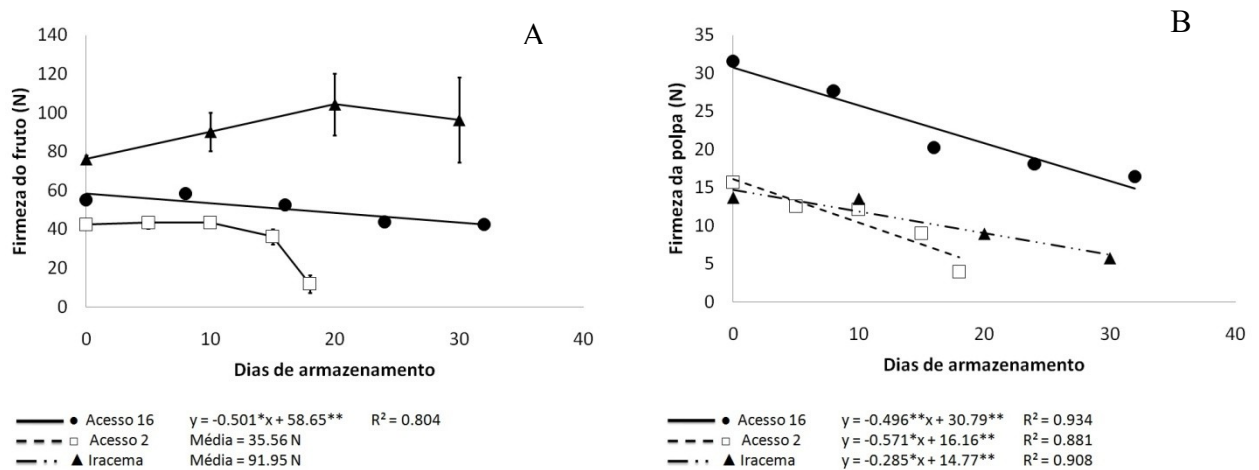 A
Firmeza do fruto (N)
140
120
100
80
60
40
20
0
0 10 20 30 40
Dias de armazenamento
Acesso 16 y = -0.501*x + 58.65** R² = 0.804
Acesso 2 Média = 35.56 N
Iracema Média = 91.95 N
B
Firmeza da polpa (N)
35
30
25
20
15
10
5
0
0 10 20 30 40
Dias de armazenamento
Acesso 16 y = -0.496**x + 30.79** R² = 0.934
Acesso 2 y = -0.571*x + 16.16** R² = 0.881
Iracema y = -0.285*x + 14.77** R² = 0.908